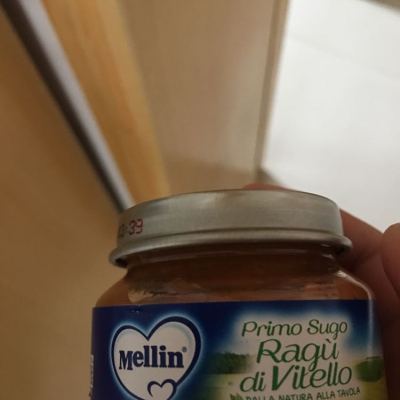 :39
Mellin
Primo Sugo
Ragù
di Vitello
DALLA NATURA ALLA TAVOLA